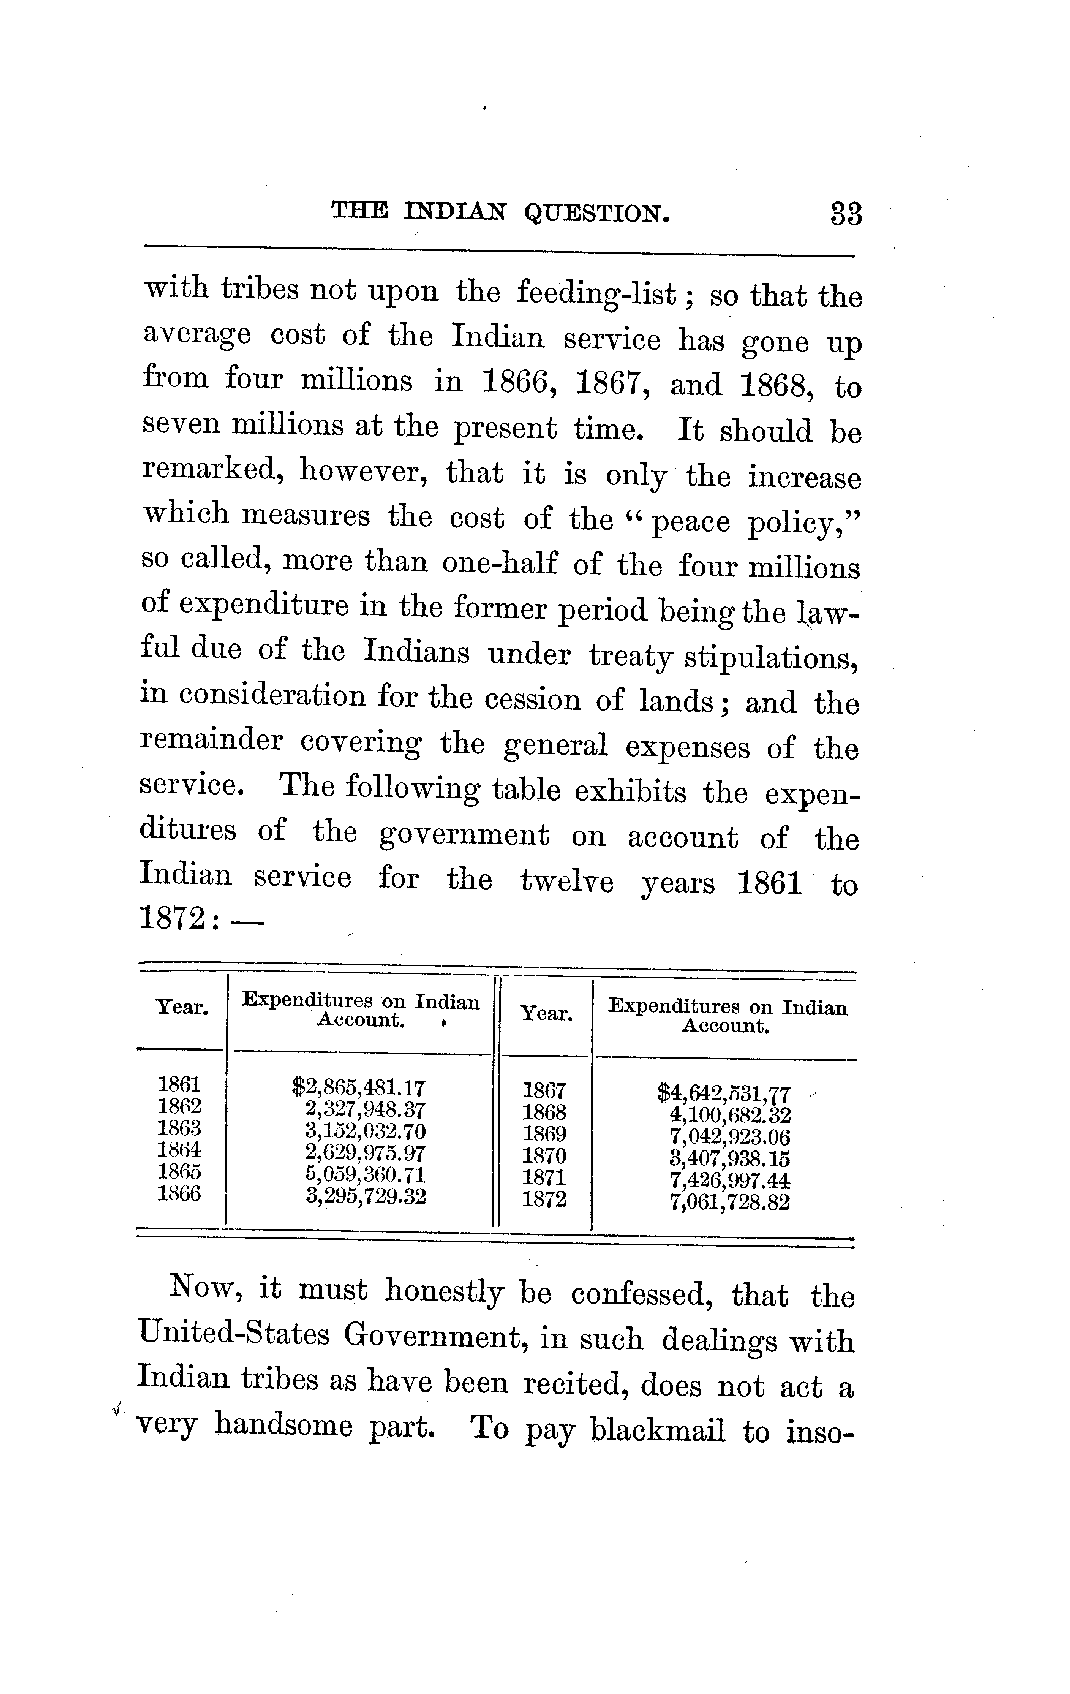 THE INDIAN QUESTION. 33
with tribes not upon the feeding-list; so that the
average cost of the Indian service has gone up
from four millions in 1866, 1867, and 1868, to
seven millions at the present time. It should be
remarked, however, that it is only the increase
which measures the cost of the “peace policy,”
so called, more than one-half of the four millions
of expenditure in the former period being the law-
ful due of the Indians under treaty stipulations,
in consideration for the cession of lands; and the
remainder covering the general expenses of the
service. The following table exhibits the expen-
ditures of the government on account of the
Indian service for the twelve years 1861 to
1872: —
Year. Expenditures on Indian Account. Year. Expenditures on Indian Account.
1861 $2,865,481.17 1867 $4,642,531,77
1862 2,327,948.37 1868 4,100,682.32
1863 3,152,032.70 1869 7,042,923.06
1864 2,629,975.97 1870 3,407,938.15
1865 5,059,360.71 1871 7,426,997.44
1866 3,295,729.32 1872 7,061,728.82
Now, it must honestly be confessed, that the
United-States Government, in such dealings with
Indian tribes as have been recited, does not act a
very handsome part. To pay blackmail to inso-